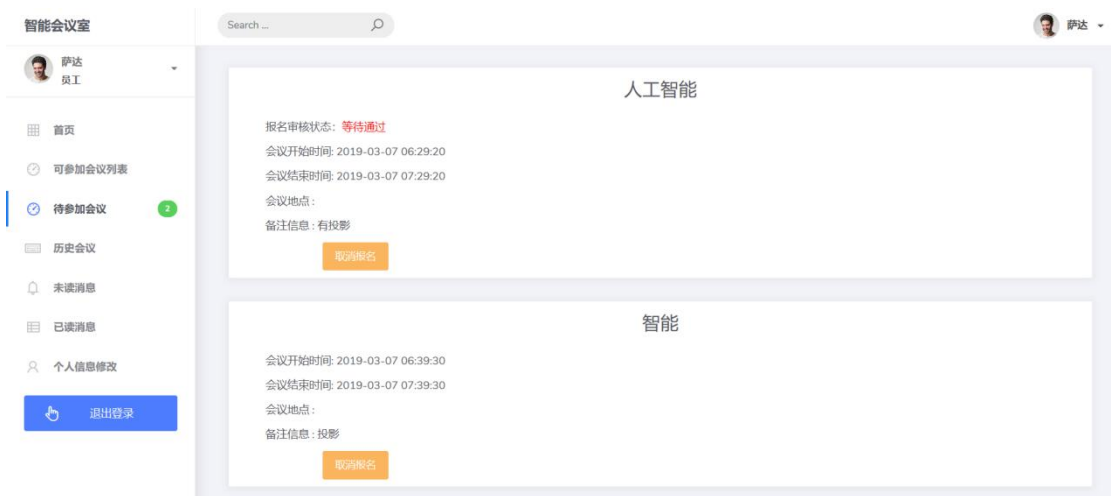 智能会议室
Search ...
萨达
萨达
员工
首页
可参加会议列表
待参加会议 2
历史会议
未读消息
已读消息
个人信息修改
退出登录
人工智能
报名审核状态: 等待通过
会议开始时间: 2019-03-07 06:29:20
会议结束时间: 2019-03-07 07:29:20
会议地点 :
备注信息 : 有投影
取消报名
智能
会议开始时间: 2019-03-07 06:39:30
会议结束时间: 2019-03-07 07:39:30
会议地点 :
备注信息 : 投影
取消报名